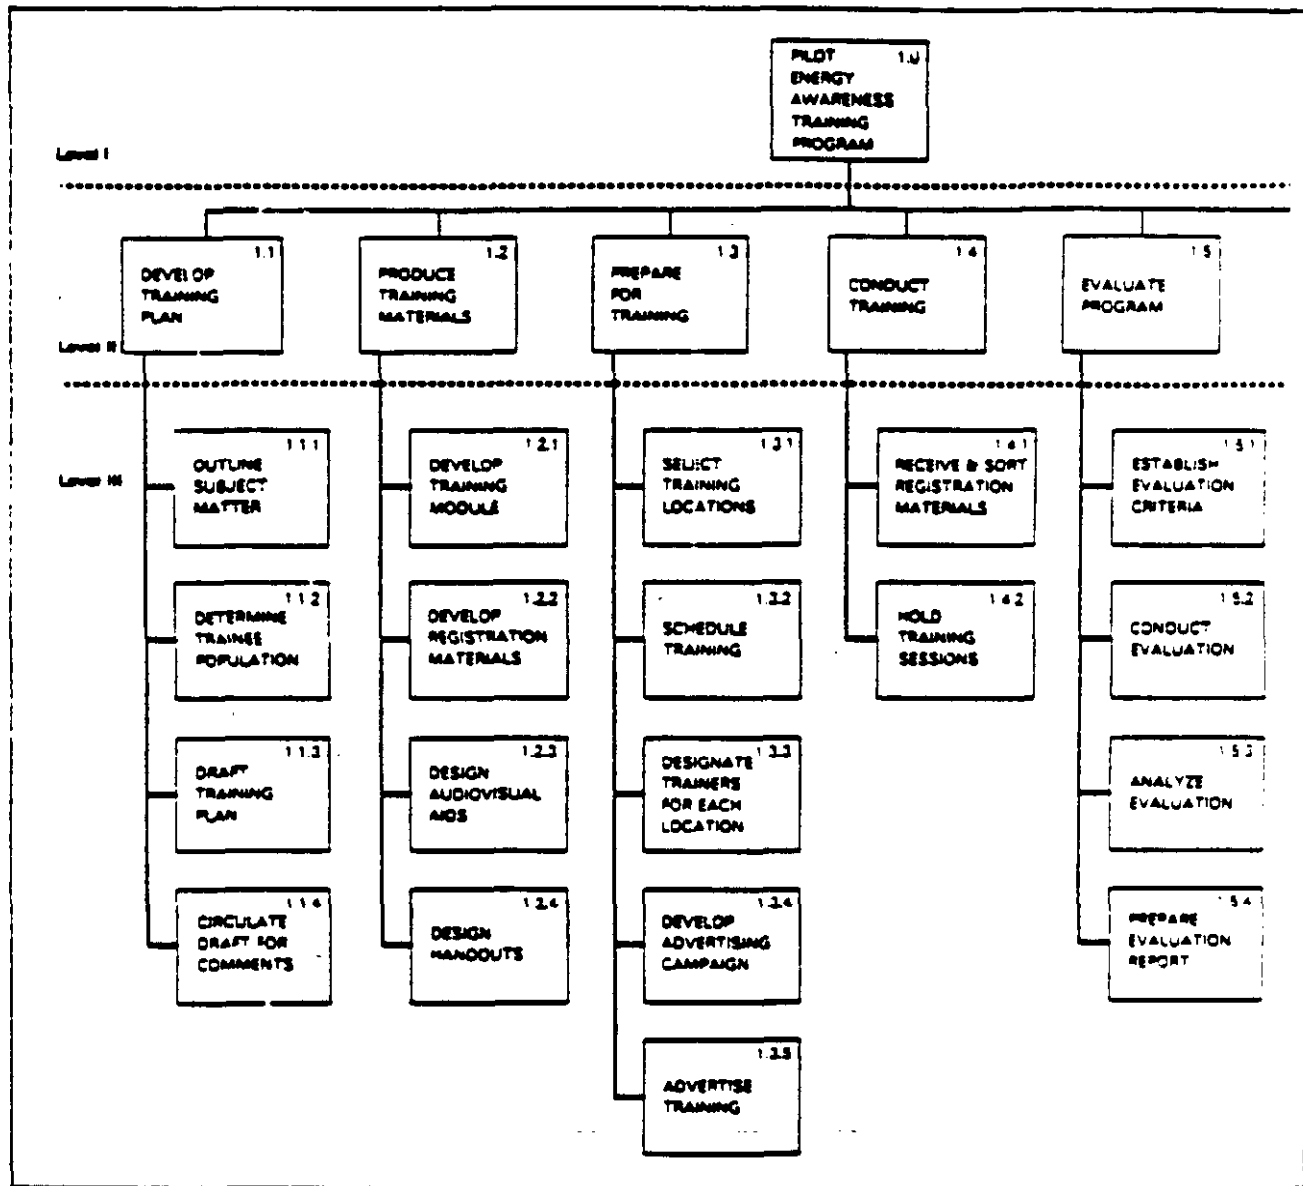 1.0
PILOT
ENERGY
AWARENESS
TRAINING
PROGRAM
Level I
1.1
DEVELOP
TRAINING
PLAN
1.2
PRODUCE
TRAINING
MATERIALS
1.3
PREPARE
FOR
TRAINING
1.4
CONDUCT
TRAINING
1.5
EVALUATE
PROGRAM
Level II
Level III
1.1.1
OUTLINE
SUBJECT
MATTER
1.1.2
DETERMINE
TRAINEE
POPULATION
1.1.3
DRAFT
TRAINING
PLAN
1.1.4
CIRCULATE
DRAFT FOR
COMMENTS
1.2.1
DEVELOP
TRAINING
MODULE
1.2.2
DEVELOP
REGISTRATION
MATERIALS
1.2.3
DESIGN
AUDIOVISUAL
AIDS
1.2.4
DESIGN
HANDOUTS
1.3.1
SELECT
TRAINING
LOCATIONS
1.3.2
SCHEDULE
TRAINING
1.3.3
DESIGNATE
TRAINERS
FOR EACH
LOCATION
1.3.4
DEVELOP
ADVERTISING
CAMPAIGN
1.3.5
ADVERTISE
TRAINING
1.4.1
RECEIVE & SORT
REGISTRATION
MATERIALS
1.4.2
HOLD
TRAINING
SESSIONS
1.5.1
ESTABLISH
EVALUATION
CRITERIA
1.5.2
CONDUCT
EVALUATION
1.5.3
ANALYZE
EVALUATION
1.5.4
PREPARE
EVALUATION
REPORT